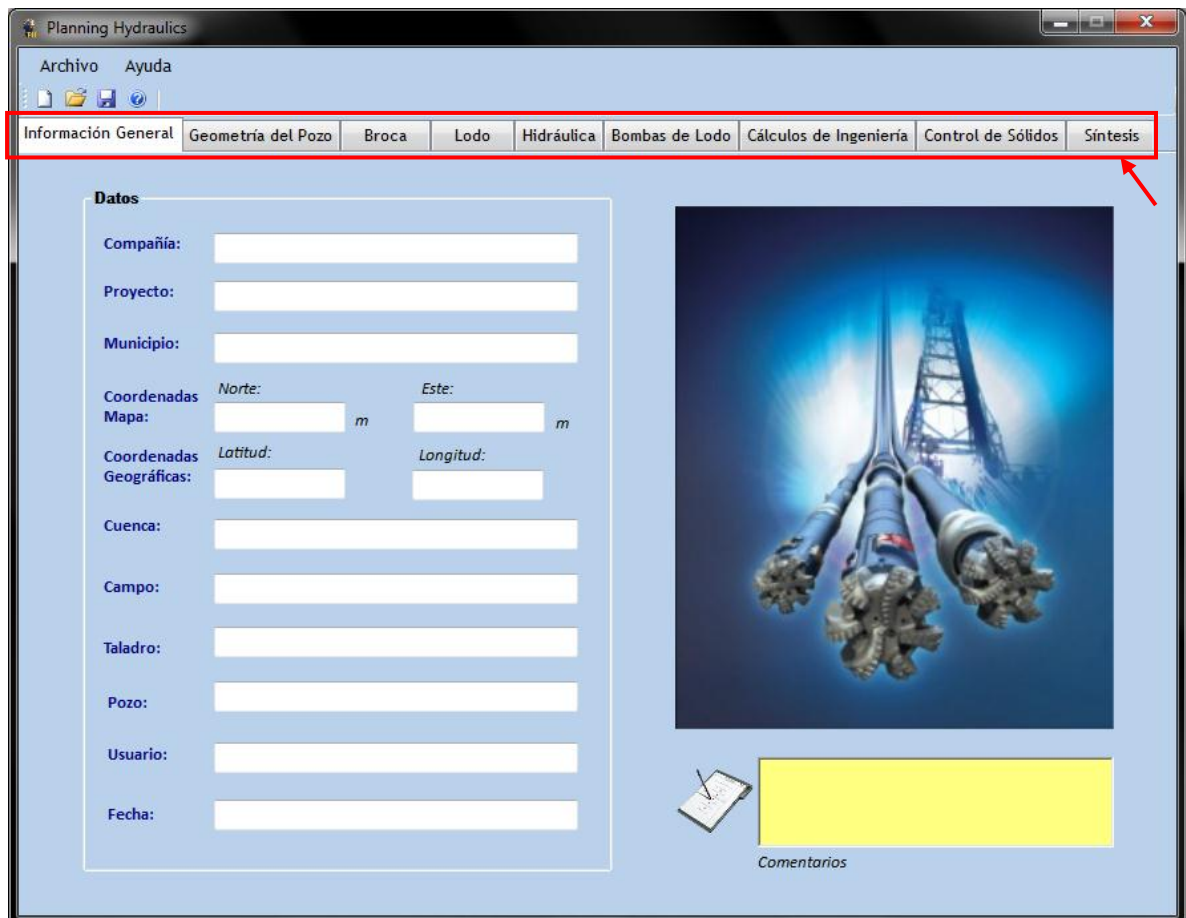 Planning Hydraulics
Archivo Ayuda
Información General Geometría del Pozo Broca Lodo Hidráulica Bombas de Lodo Cálculos de Ingeniería Control de Sólidos Síntesis
Datos
Compañía:
Proyecto:
Municipio:
Norte: Este:
Coordenadas
Mapa: m m
Latitud: Longitud:
Coordenadas
Geográficas:
Cuenca:
Campo:
Taladro:
Pozo:
Usuario:
Fecha:
Comentarios